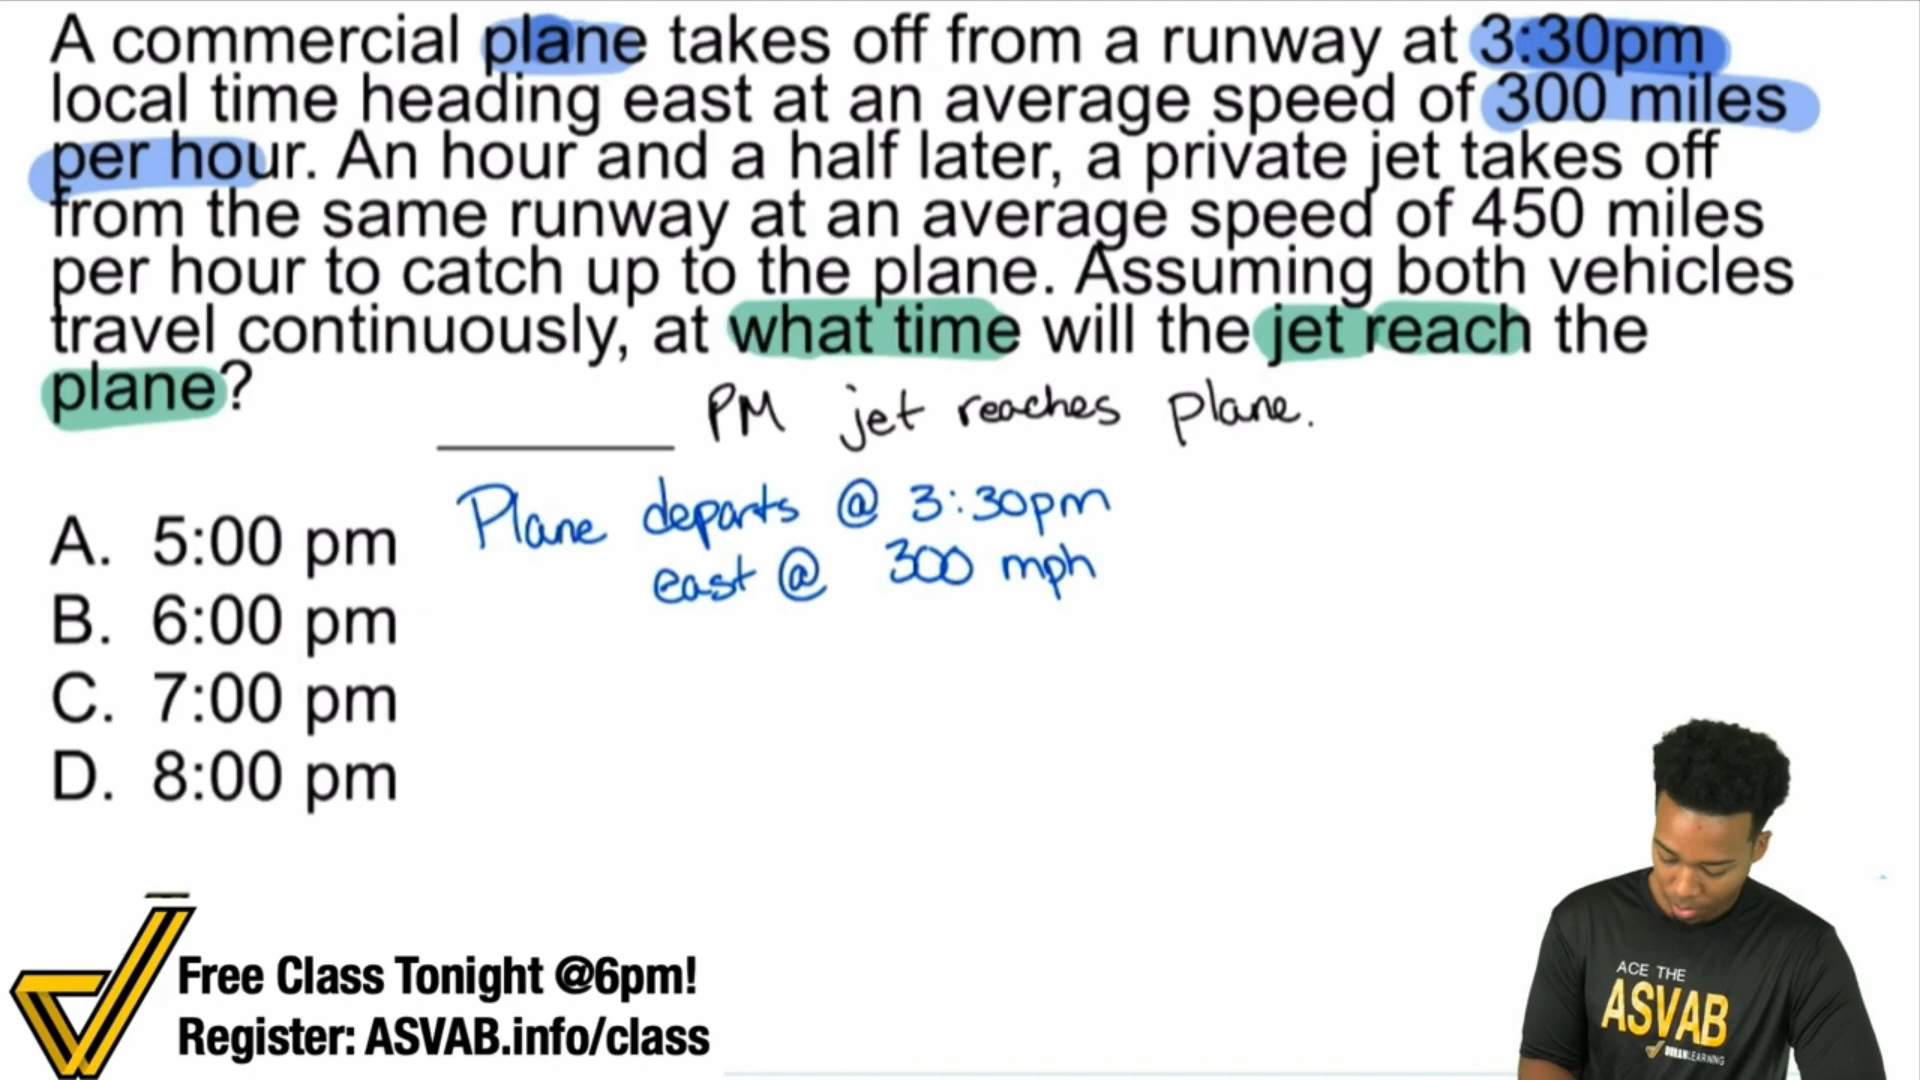 A commercial plane takes off from a runway at 3:30pm
local time heading east at an average speed of 300 miles
per hour. An hour and a half later, a private jet takes off
from the same runway at an average speed of 450 miles
per hour to catch up to the plane. Assuming both vehicles
travel continuously, at what time will the jet reach the
plane?
PM jet reaches plane.
Plane departs @ 3:30pm
east @ 300 mph
A. 5:00 pm
B. 6:00 pm
C. 7:00 pm
D. 8:00 pm
Free Class Tonight @6pm!
Register: ASVAB.info/class
ACE THE
ASVAB
DURANLEARNING